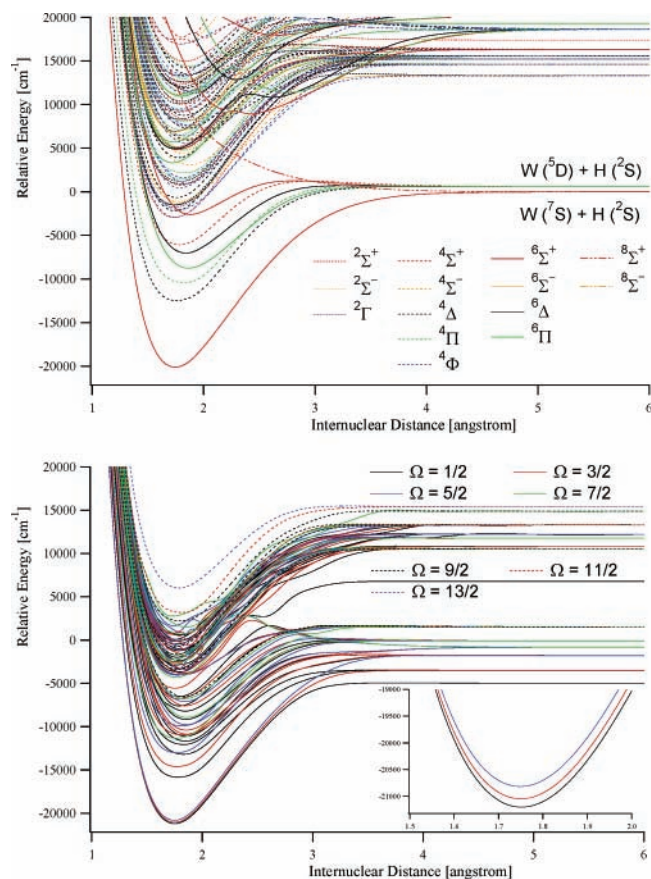 20000
15000
10000
5000
0
-5000
-10000
-15000
-20000
Relative Energy [cm⁻¹]
W (⁵D) + H (²S)
W (⁷S) + H (²S)
²Σ⁺ ⁴Σ⁺ ⁶Σ⁺ ⁸Σ⁺
²Σ⁻ ⁴Σ⁻ ⁶Σ⁻ ⁸Σ⁻
²Γ ⁴Δ ⁶Δ
⁴Π ⁶Π
⁴Φ
1 2 3 4 5 6
Internuclear Distance [angstrom]
20000
15000
10000
5000
0
-5000
-10000
-15000
-20000
Relative Energy [cm⁻¹]
Ω = 1/2 Ω = 3/2
Ω = 5/2 Ω = 7/2
Ω = 9/2 Ω = 11/2
Ω = 13/2
-19000
-19500
-20000
-20500
-21000
1.5 1.6 1.7 1.8 1.9 2.0
1 2 3 4 5 6
Internuclear Distance [angstrom]